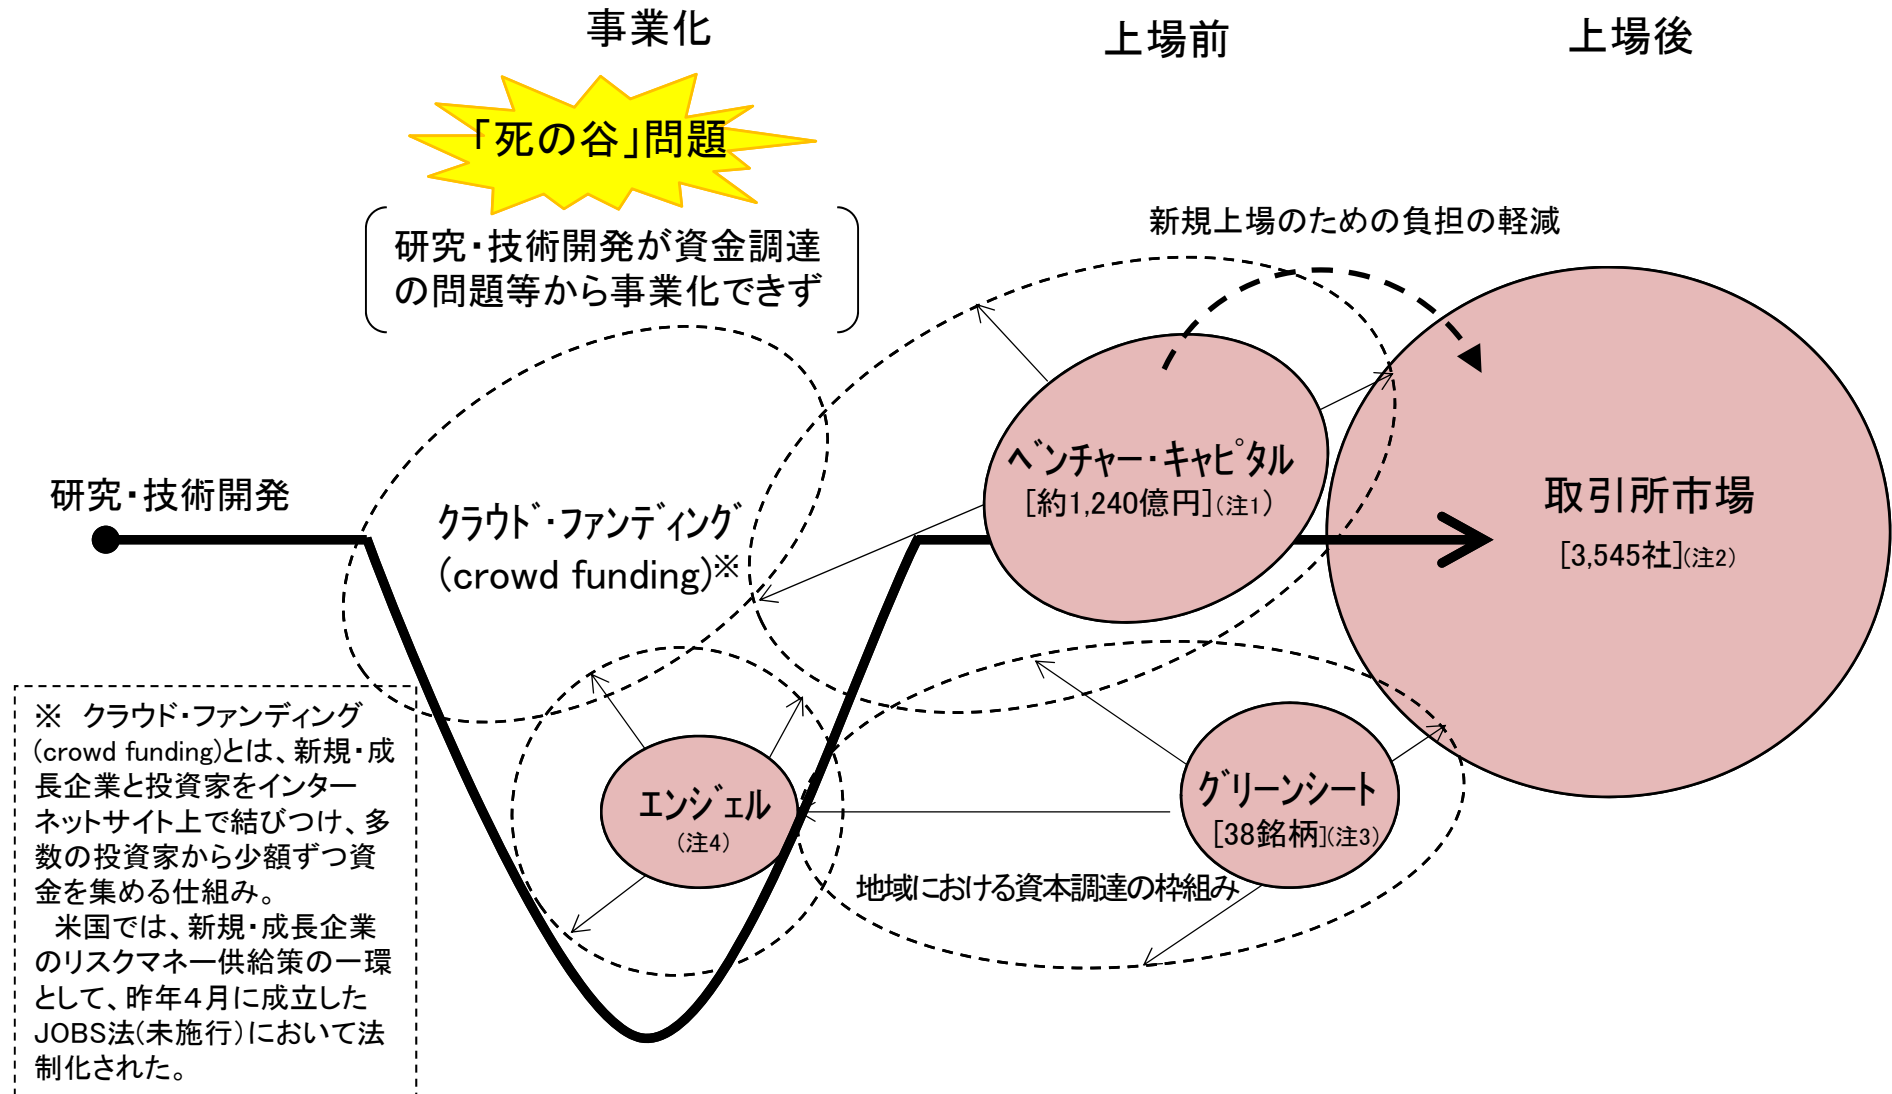 事業化
上場前
上場後
「死の谷」問題
研究・技術開発が資金調達
の問題等から事業化できず
新規上場のための負担の軽減
研究・技術開発
クラウド・ファンディング
(crowd funding)※
ベンチャー・キャピタル
[約1,240億円](注1)
取引所市場
[3,545社](注2)
エンジェル
(注4)
グリーンシート
[38銘柄](注3)
地域における資本調達の枠組み
※ クラウド・ファンディング
(crowd funding)とは、新規・成
長企業と投資家をインター
ネットサイト上で結びつけ、多
数の投資家から少額ずつ資
金を集める仕組み。
米国では、新規・成長企業
のリスクマネー供給策の一環
として、昨年4月に成立した
JOBS法(未施行)において法
制化された。